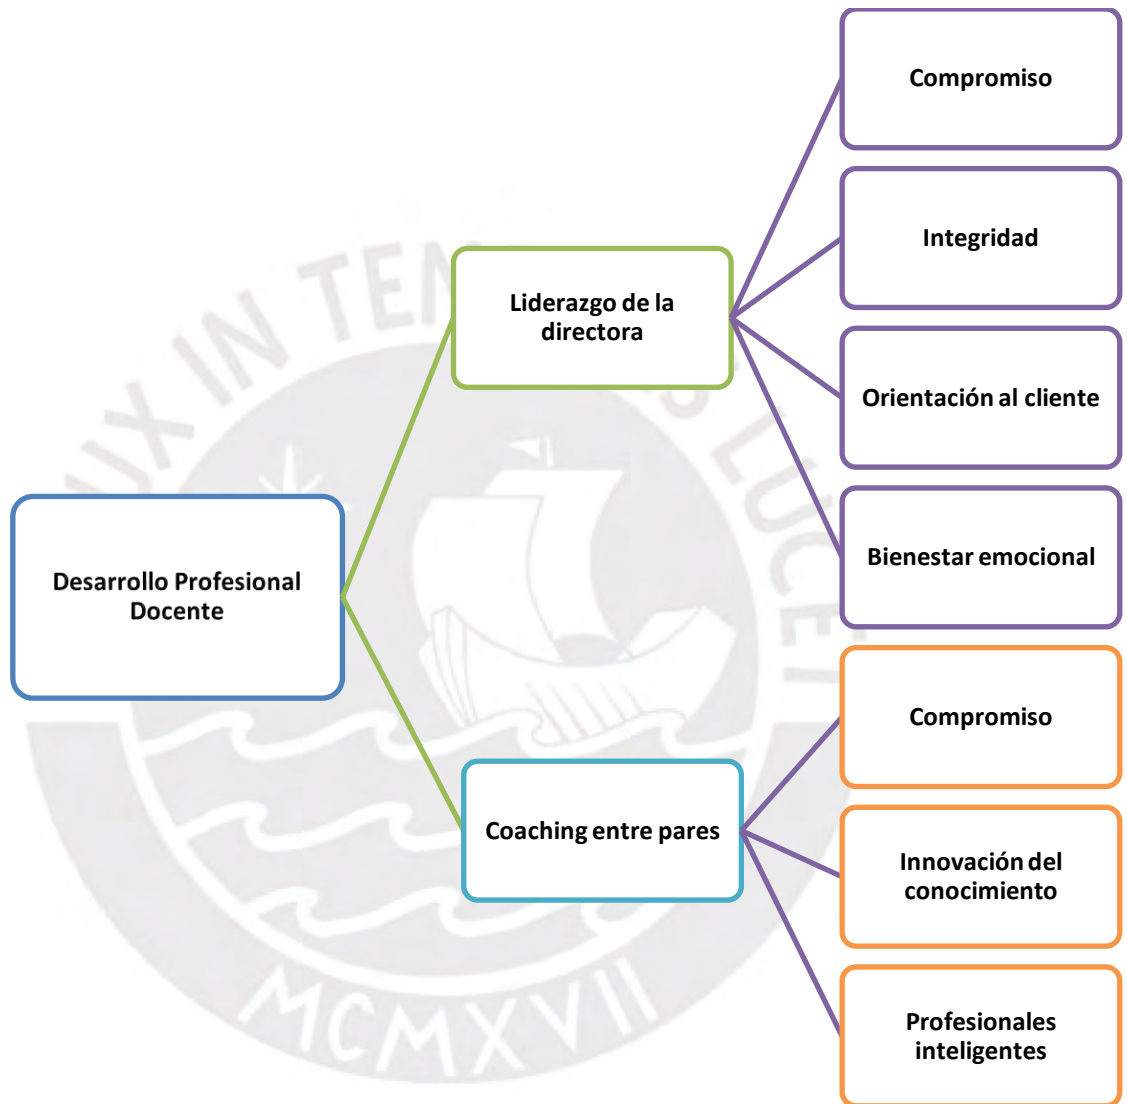 Compromiso
Integridad
Liderazgo de la
directora
Orientación al cliente
Bienestar emocional
Desarrollo Profesional
Docente
Compromiso
Coaching entre pares
Innovación del
conocimiento
Profesionales
inteligentes
MCMXVII